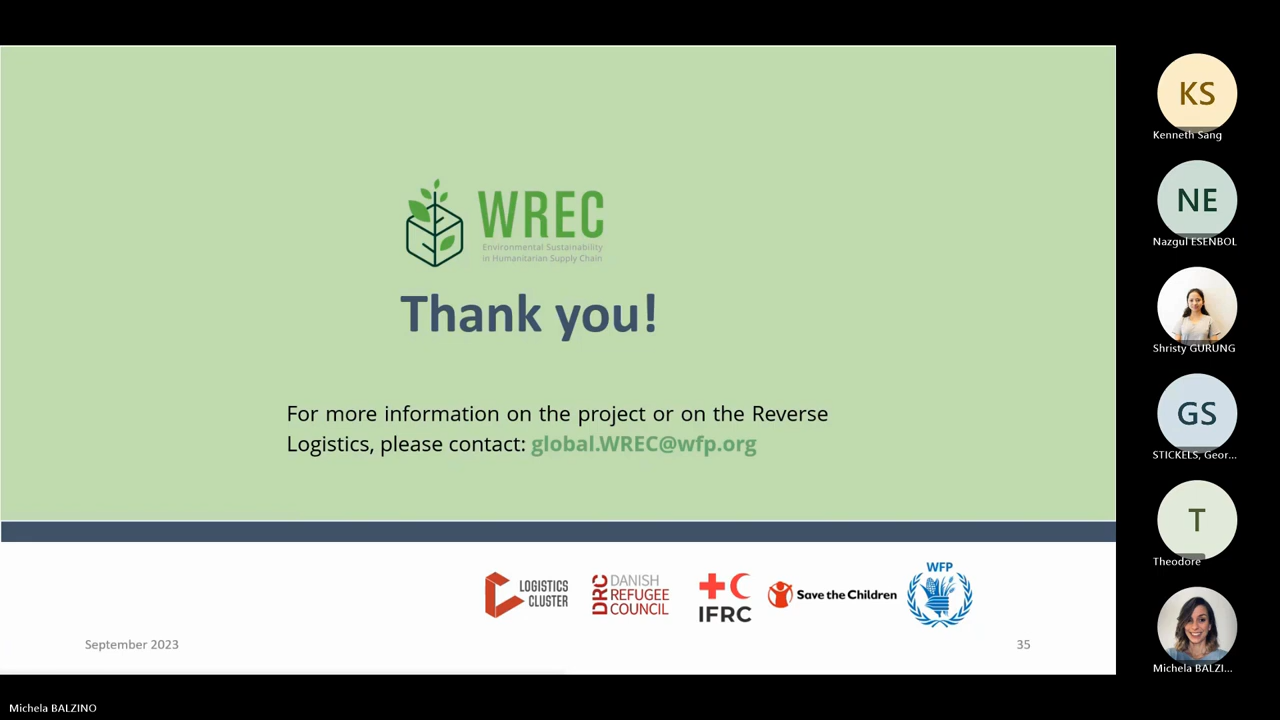 WREC
Environmental Sustainability
in Humanitarian Supply Chain
Thank you!
For more information on the project or on the Reverse
Logistics, please contact: global.WREC@wfp.org
LOGISTICS
CLUSTER
DRC
DANISH
REFUGEE
COUNCIL
IFRC
Save the Children
WFP
September 2023
35
KS
Kenneth Sang
NE
Nazgul ESENBOL
Shristy GURUNG
GS
STICKELS, Geor...
T
Theodore
Michela BALZI...
Michela BALZINO